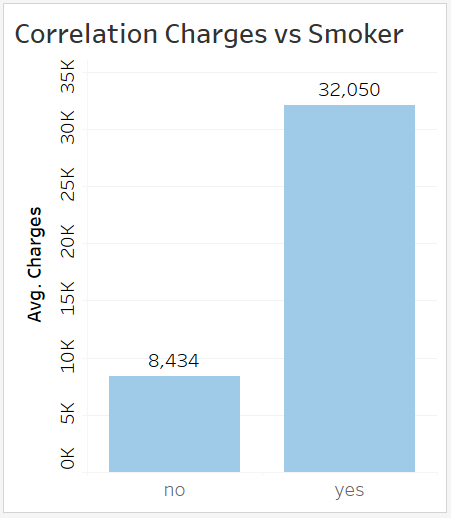 Correlation Charges vs Smoker
35K
30K
25K
20K
15K
10K
5K
0K
Avg. Charges
32,050
8,434
no
yes